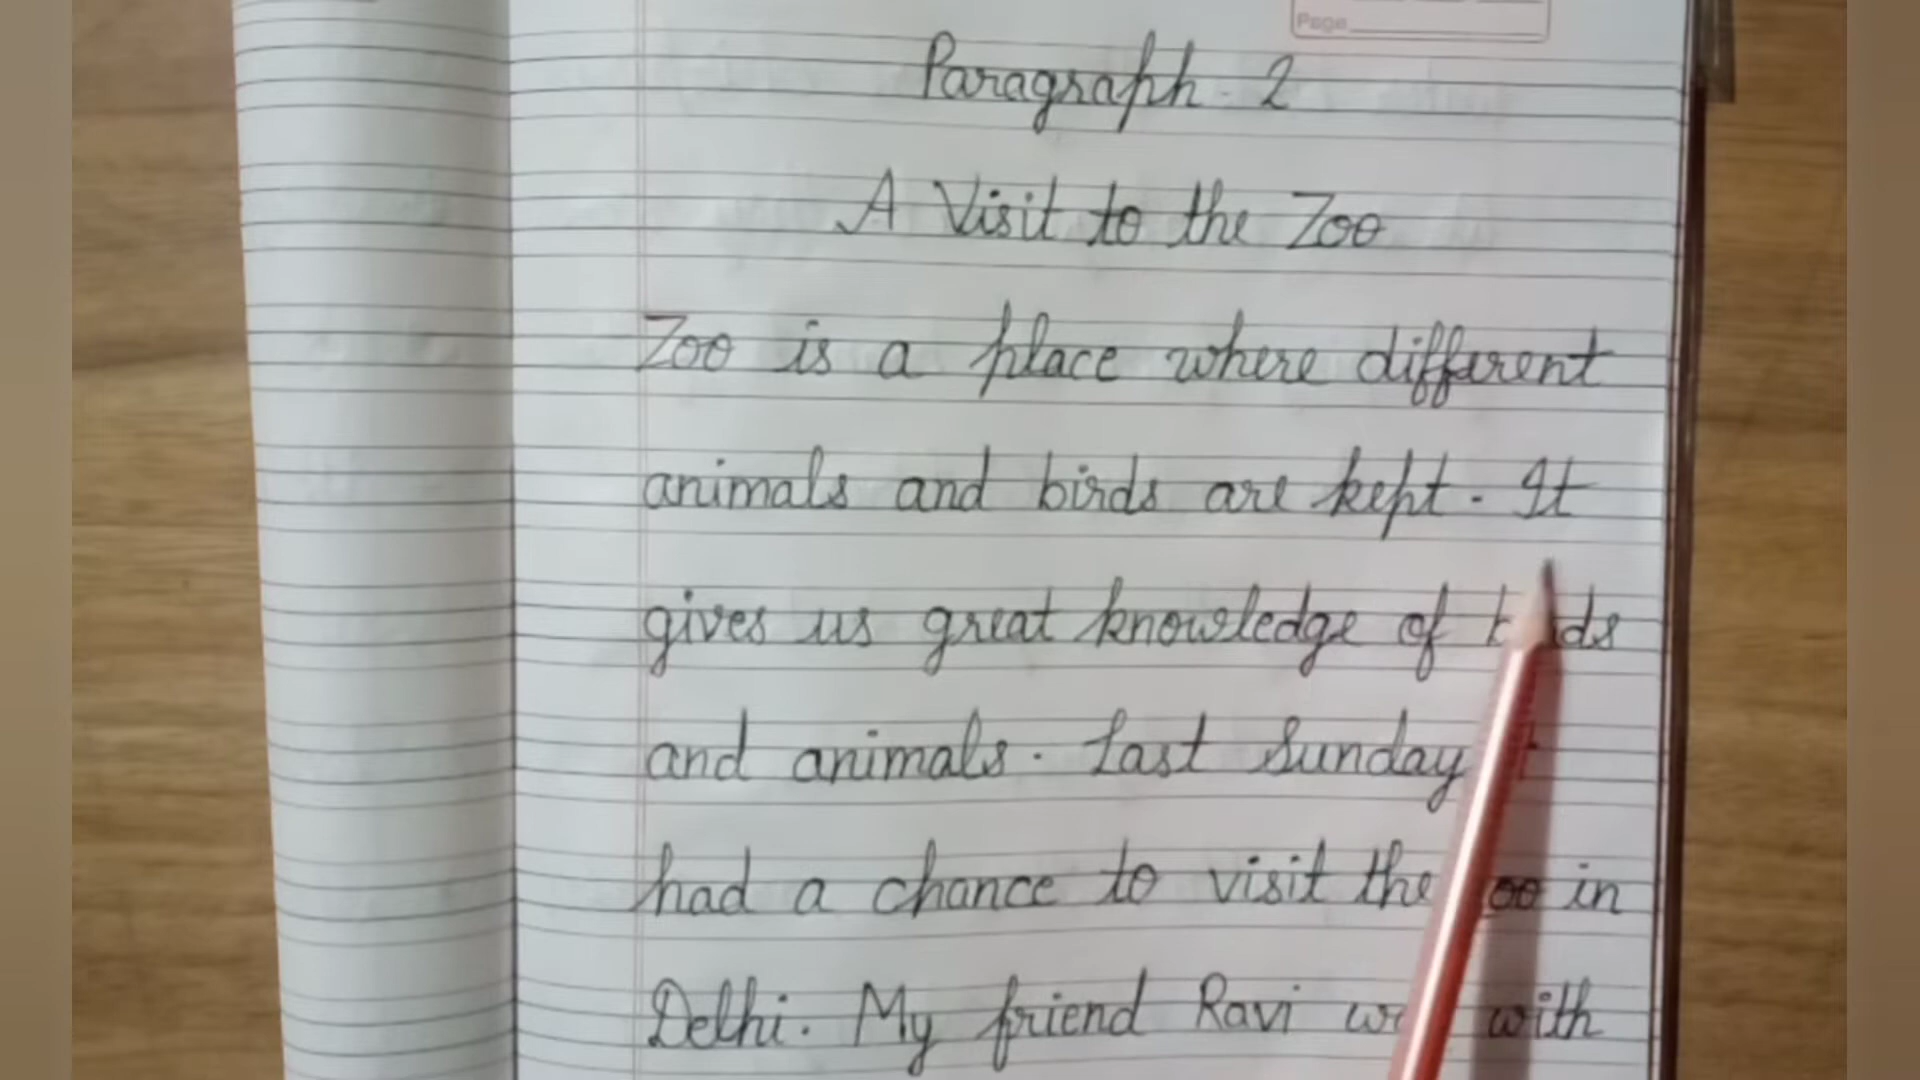 Page
Paragraph - 2
A Visit to the Zoo
Zoo is a place where different
animals and birds are kept. It
gives us great knowledge of
and animals. Last Sunday
had a chance to visit the in
Delhi. My friend Ravi with